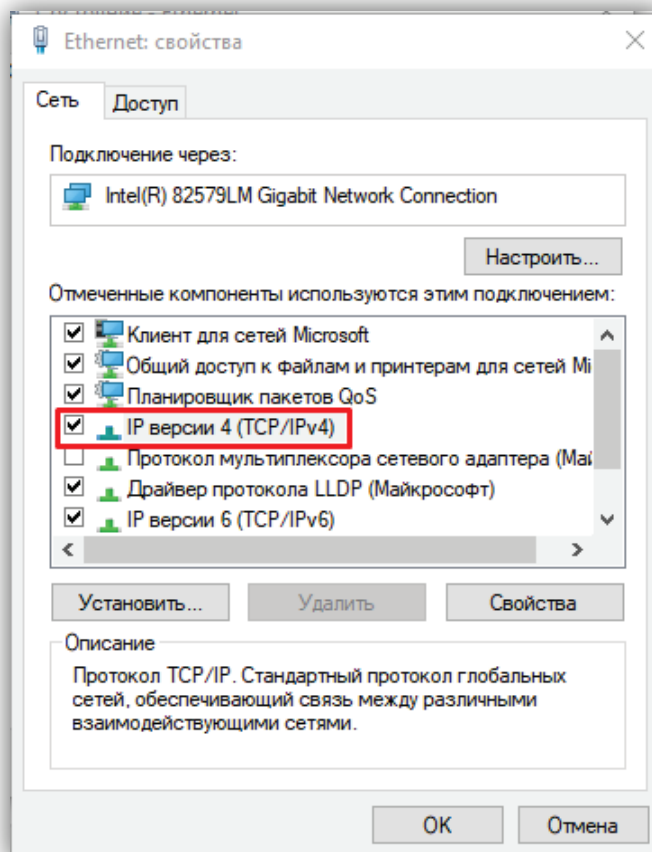 Ethernet: свойства
Сеть
Доступ
Подключение через:
Intel(R) 82579LM Gigabit Network Connection
Настроить...
Отмеченные компоненты используются этим подключением:
Клиент для сетей Microsoft
Общий доступ к файлам и принтерам для сетей Mi
Планировщик пакетов QoS
IP версии 4 (TCP/IPv4)
Протокол мультиплексора сетевого адаптера (Май
Драйвер протокола LLDP (Майкрософт)
IP версии 6 (TCP/IPv6)
Установить...
Удалить
Свойства
Описание
Протокол TCP/IP. Стандартный протокол глобальных
сетей, обеспечивающий связь между различными
взаимодействующими сетями.
OK
Отмена